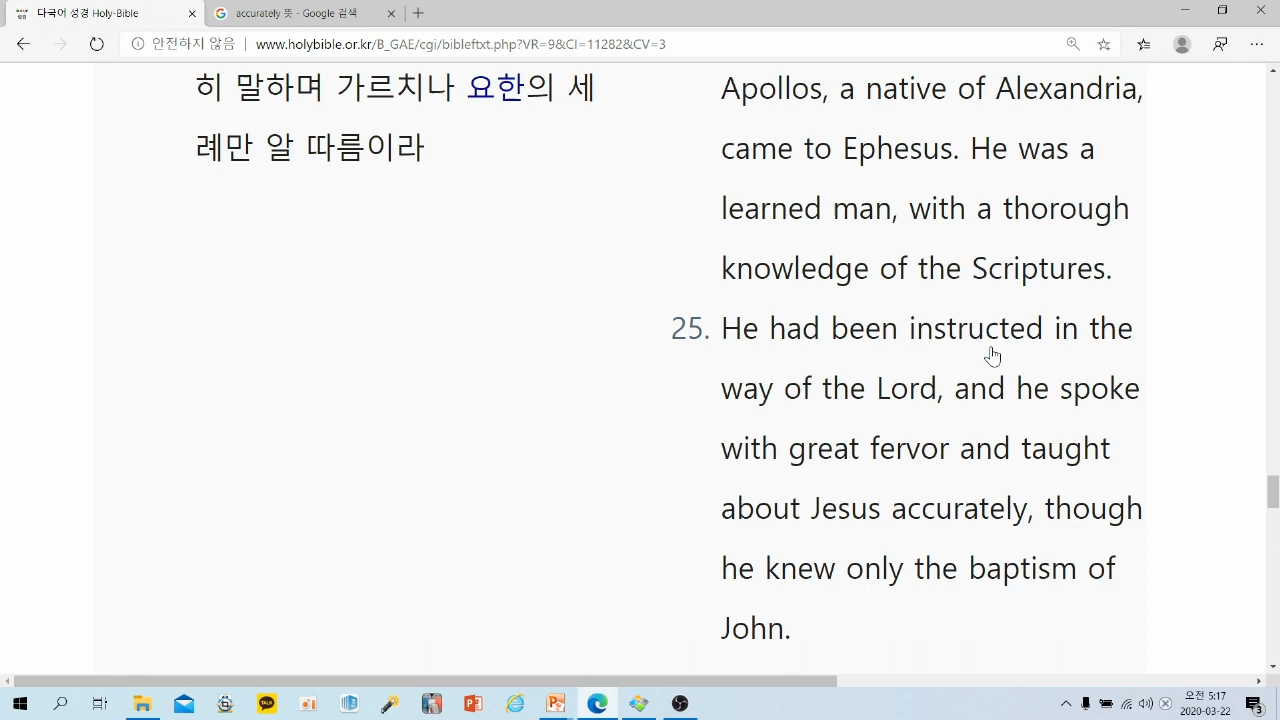 다국어 성경 Holy-Bible
accurately 뜻 - Google 검색
안전하지 않음 | www.holybible.or.kr/B_GAE/cgi/bibleftxt.php?VR=9&CI=11282&CV=3
히 말하며 가르치나 요한의 세
례만 알 따름이라
Apollos, a native of Alexandria,
came to Ephesus. He was a
learned man, with a thorough
knowledge of the Scriptures.
25. He had been instructed in the
way of the Lord, and he spoke
with great fervor and taught
about Jesus accurately, though
he knew only the baptism of
John.
TALK
오전 5:17
2020-03-22
3